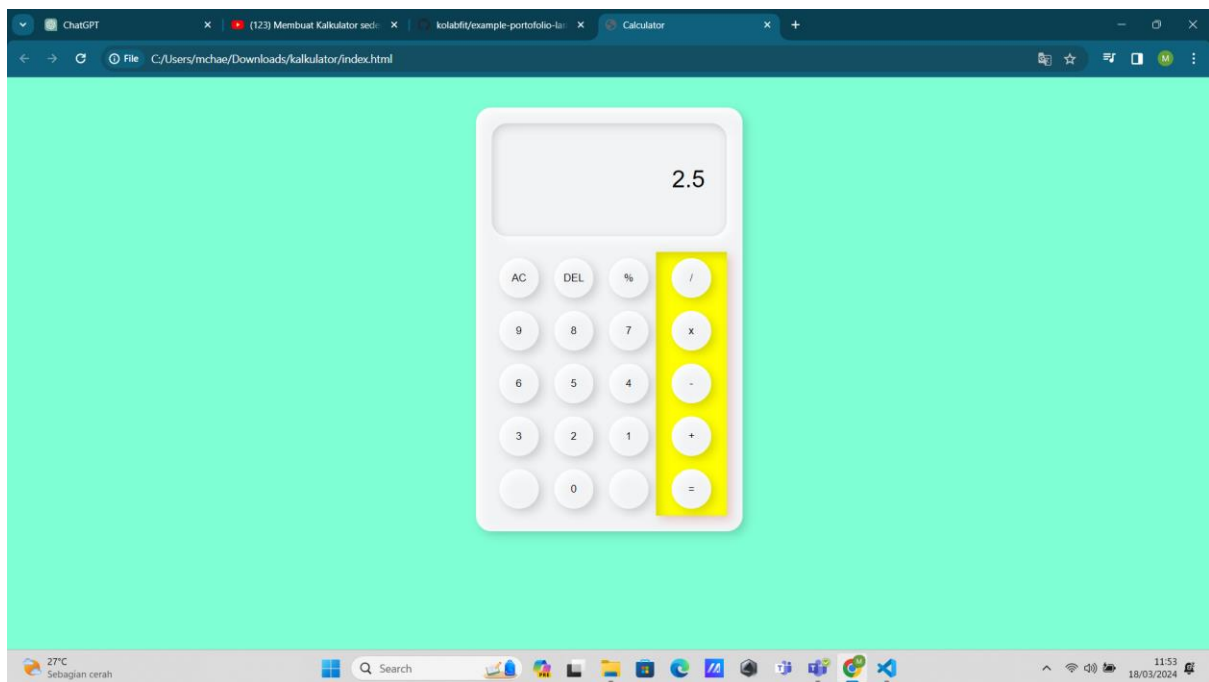 ChatGPT
(123) Membuat Kalkulator sede
kolabfit/example-portofolio-lan
Calculator
File C:/Users/mchae/Downloads/kalkulator/index.html
M
2.5
AC DEL % /
9 8 7 x
6 5 4 -
3 2 1 +
0 =
27°C
Sebagian cerah
Search
11:53
18/03/2024